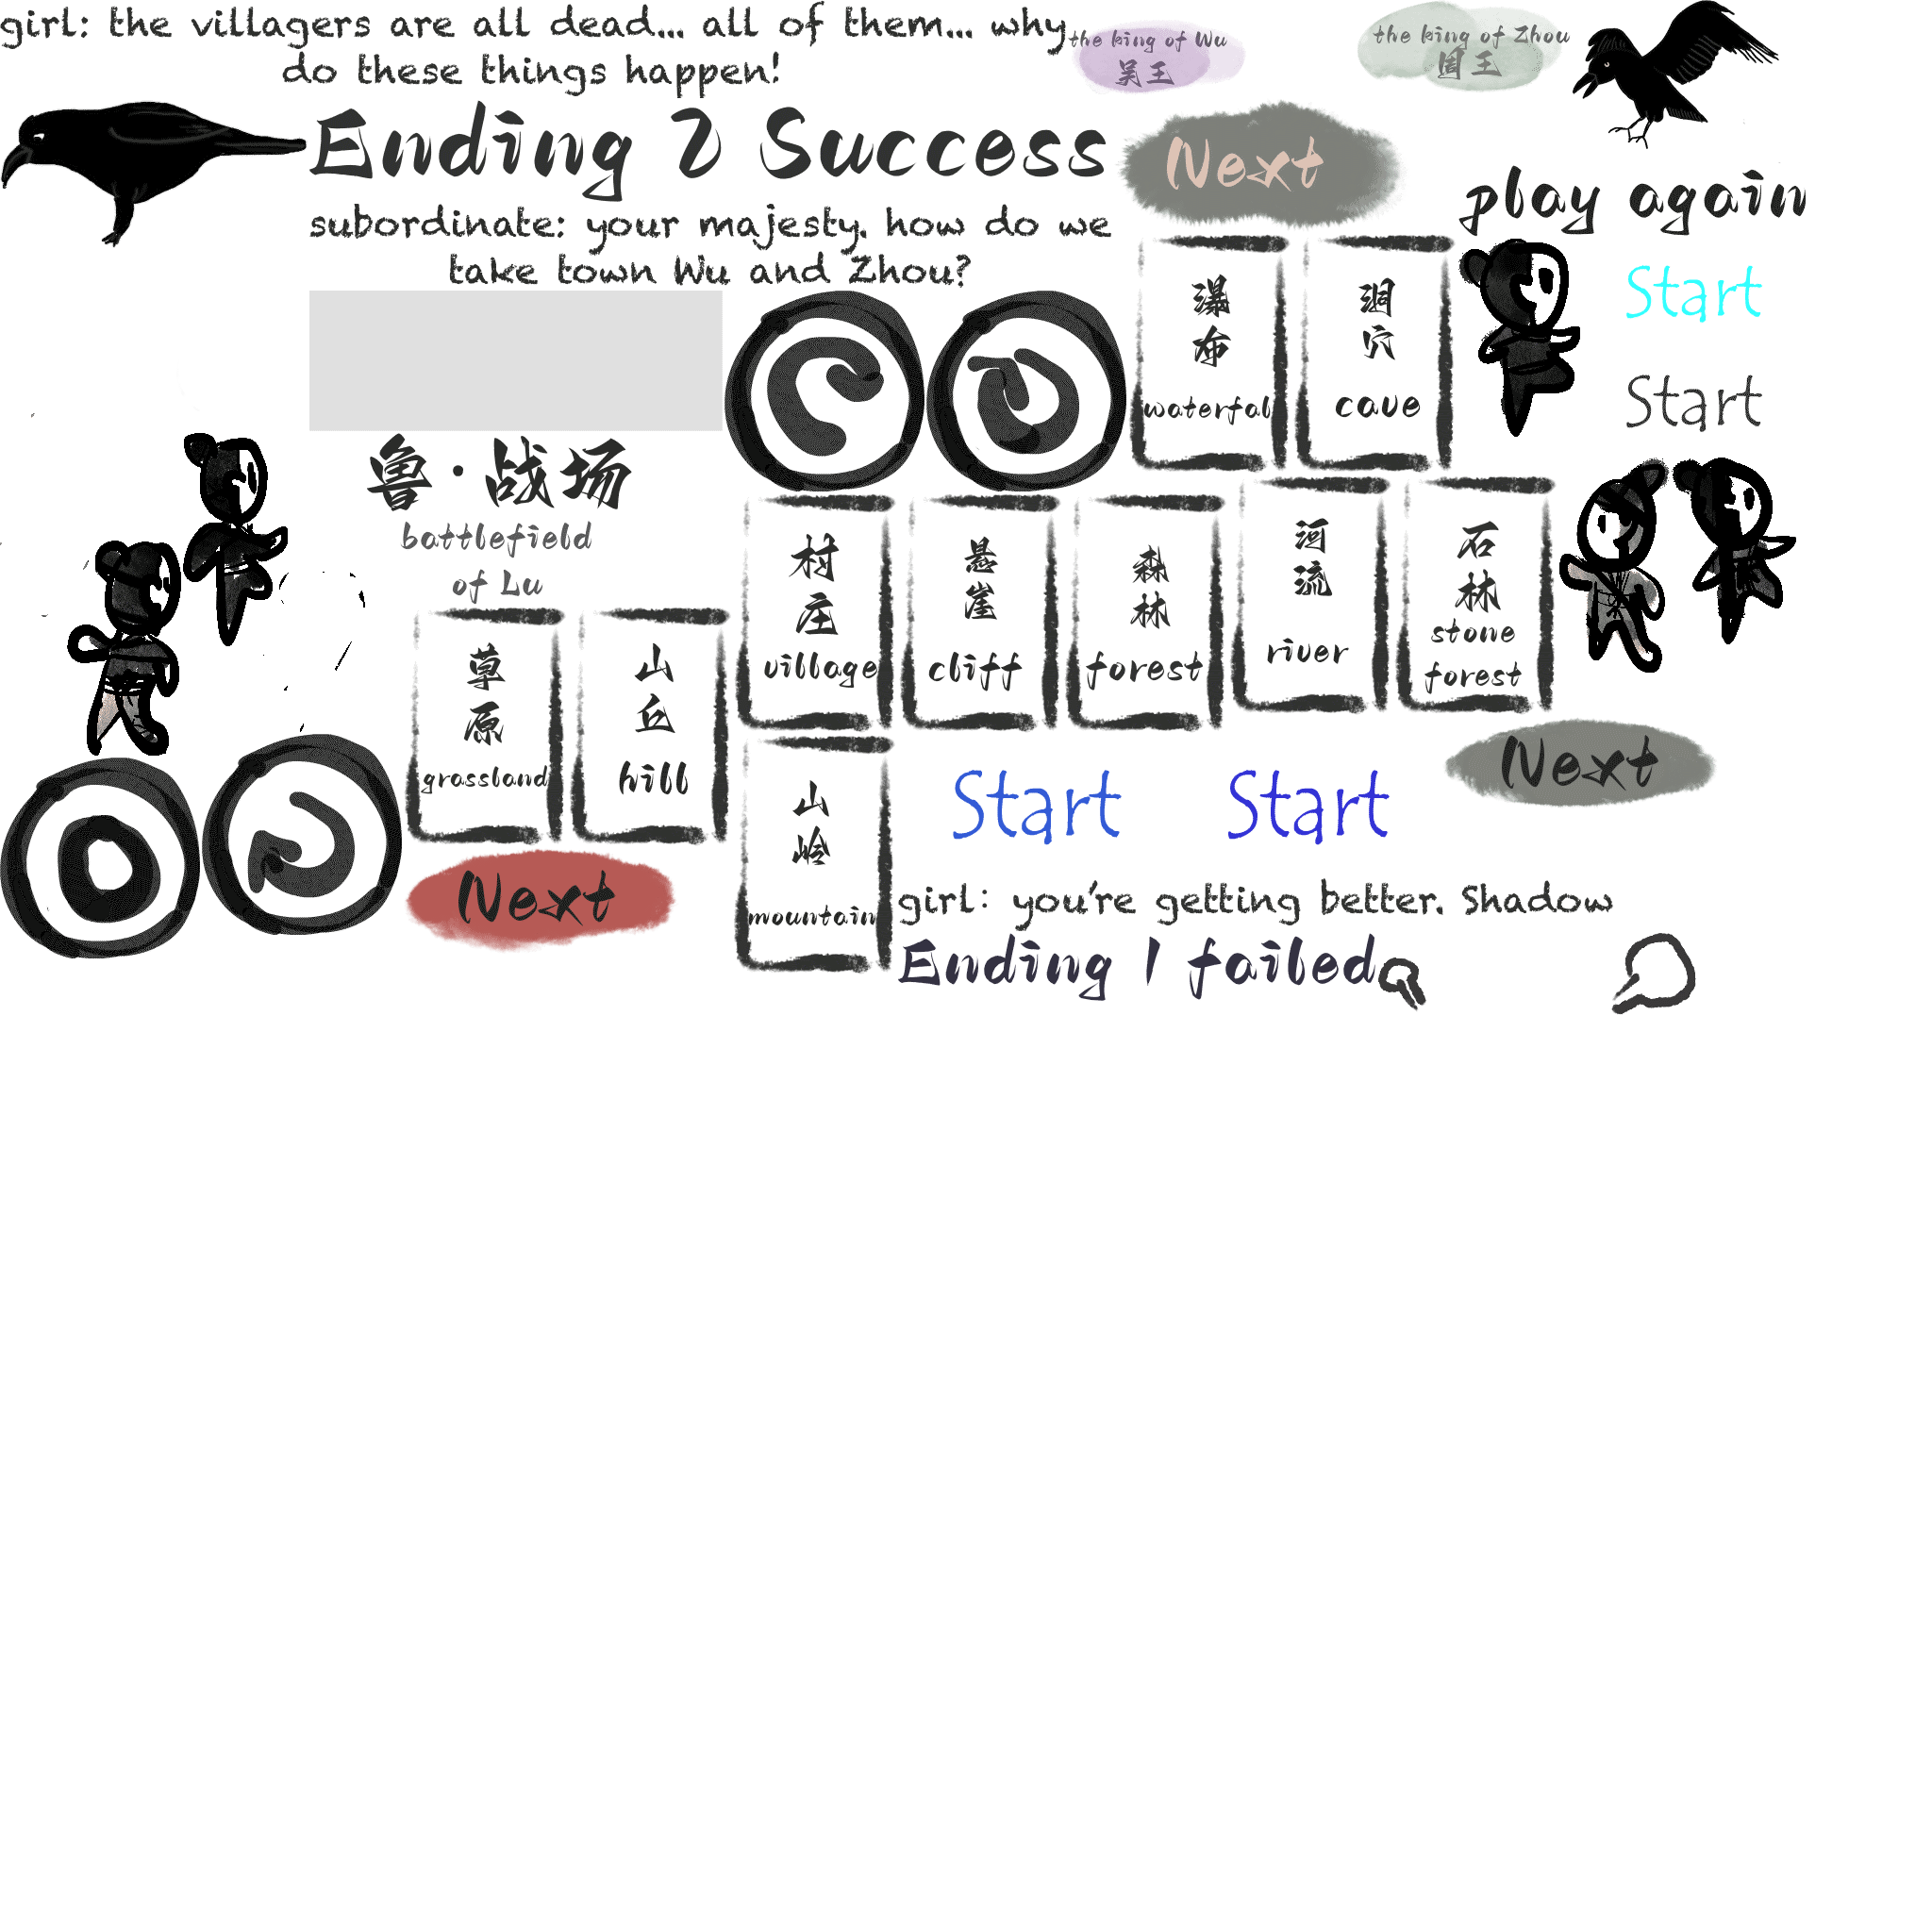 girl: the villagers are all dead... all of them... why
do these things happen!
the king of Wu
吴王
the king of Zhou
周王
Ending 2 Success
Next
play again
subordinate: your majesty. how do we
take town Wu and Zhou?
瀑布
waterfal
洞穴
cave
Start
Start
鲁·战场
battlefield
of Lu
村庄
village
悬崖
cliff
森林
forest
河流
river
石林
stone
forest
草原
grassland
山丘
hill
Next
山岭
mountain
Start
Start
Next
girl: you're getting better. Shadow
Ending 1 failed